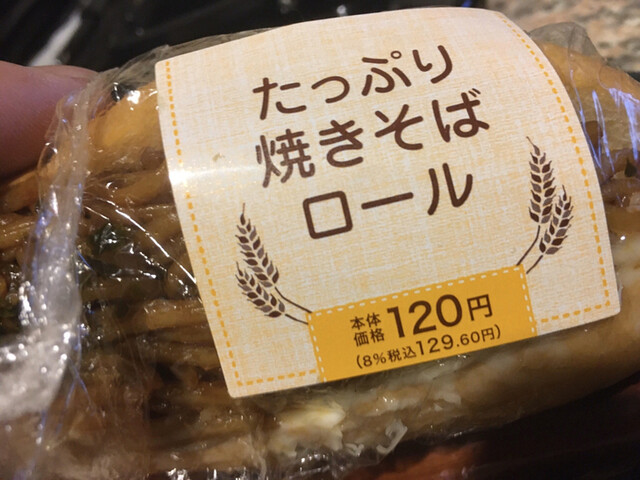 たっぷり
焼きそば
ロール
本体
価格 120円
(8%税込129.60円)